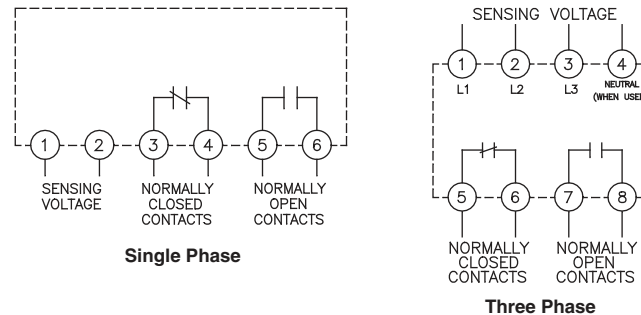 1 2 3 4 5 6
SENSING
VOLTAGE
NORMALLY
CLOSED
CONTACTS
NORMALLY
OPEN
CONTACTS
Single Phase
SENSING VOLTAGE
1 2 3 4
L1 L2 L3 NEUTRAL
(WHEN USED
5 6 7 8
NORMALLY
CLOSED
CONTACTS
NORMALLY
OPEN
CONTACTS
Three Phase